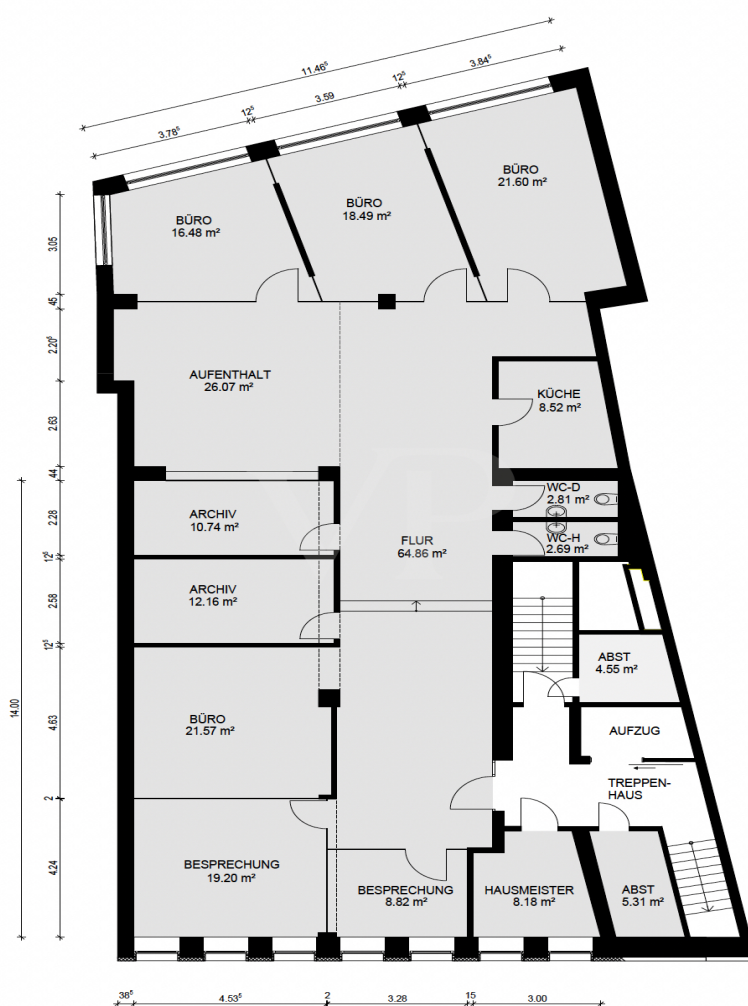 11.46⁵
3.78⁵
12⁵
3.59
12⁵
3.84⁵
BÜRO
16.48 m²
BÜRO
18.49 m²
BÜRO
21.60 m²
3.05
45
2.20⁵
2.63
44
2.28
12⁵
2.58
12⁵
14.00
4.63
2
4.24
AUFENTHALT
26.07 m²
KÜCHE
8.52 m²
WC-D
2.81 m²
WC-H
2.69 m²
ARCHIV
10.74 m²
FLUR
64.86 m²
ARCHIV
12.16 m²
ABST
4.55 m²
BÜRO
21.57 m²
AUFZUG
TREPPEN-
HAUS
BESPRECHUNG
19.20 m²
BESPRECHUNG
8.82 m²
HAUSMEISTER
8.18 m²
ABST
5.31 m²
38⁵
4.53⁵
2
3.28
15
3.00
VP